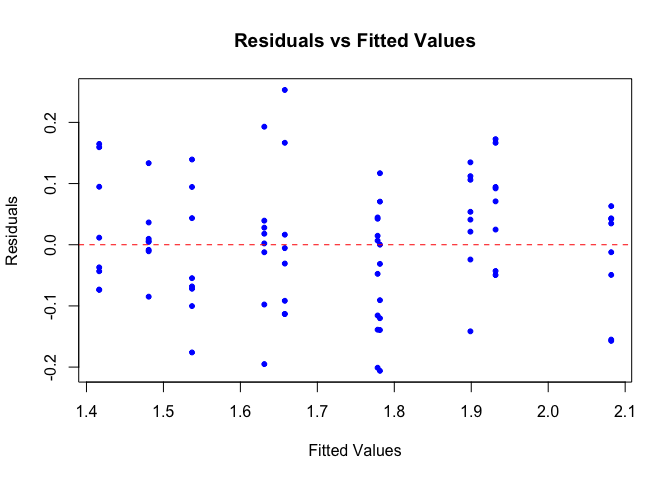 Residuals vs Fitted Values
0.2
0.1
0.0
-0.1
-0.2
Residuals
1.4 1.5 1.6 1.7 1.8 1.9 2.0 2.1
Fitted Values